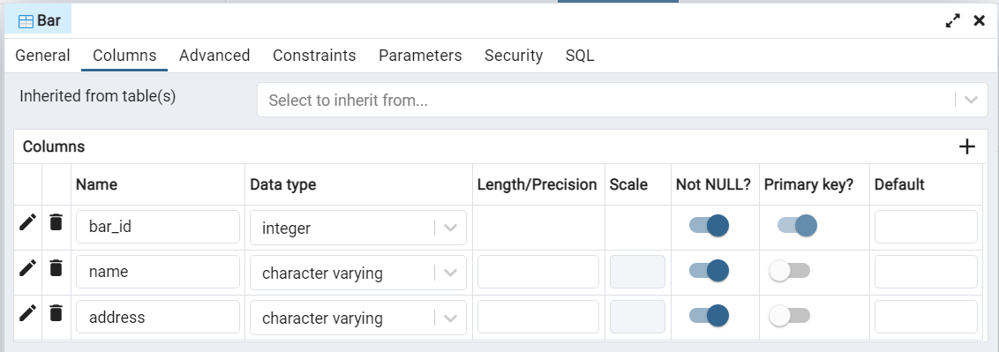 Bar
General Columns Advanced Constraints Parameters Security SQL
Inherited from table(s) Select to inherit from...
Columns
Name Data type Length/Precision Scale Not NULL? Primary key? Default
bar_id integer
name character varying
address character varying